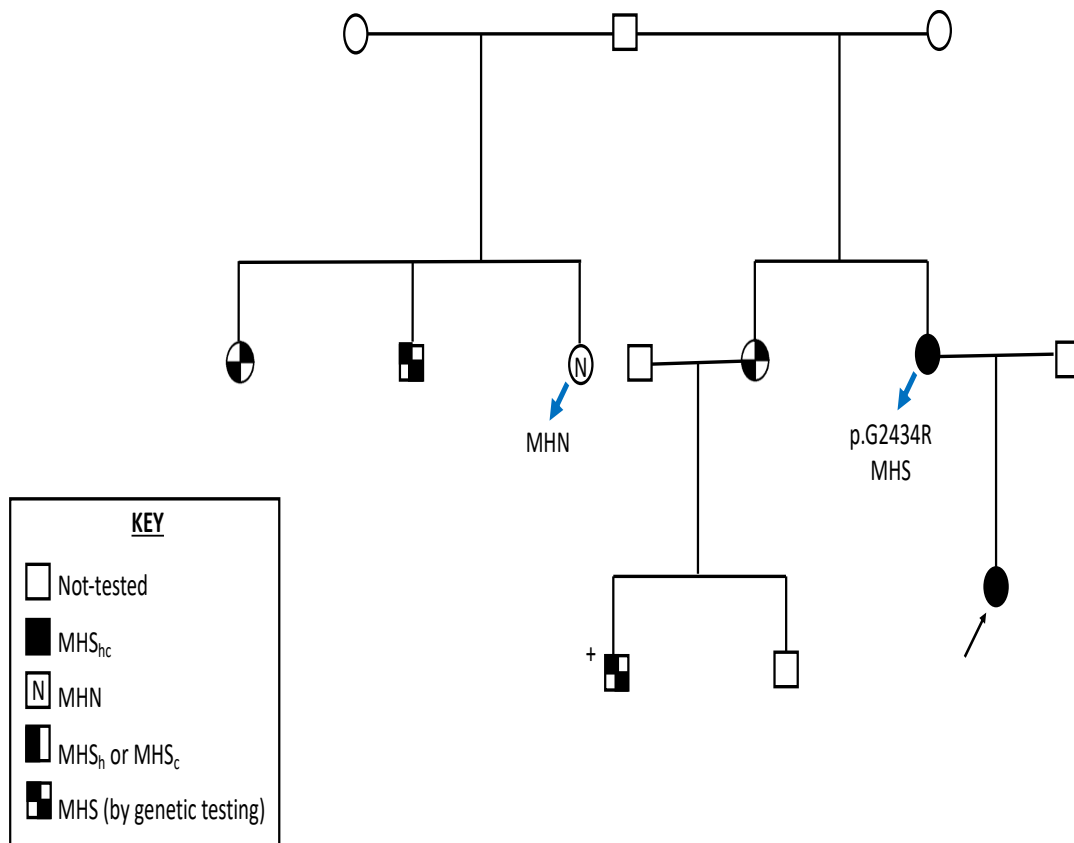 N
MHN
p.G2434R
MHS
KEY
Not-tested
MHShc
N MHN
MHSh or MHSc
MHS (by genetic testing)
+